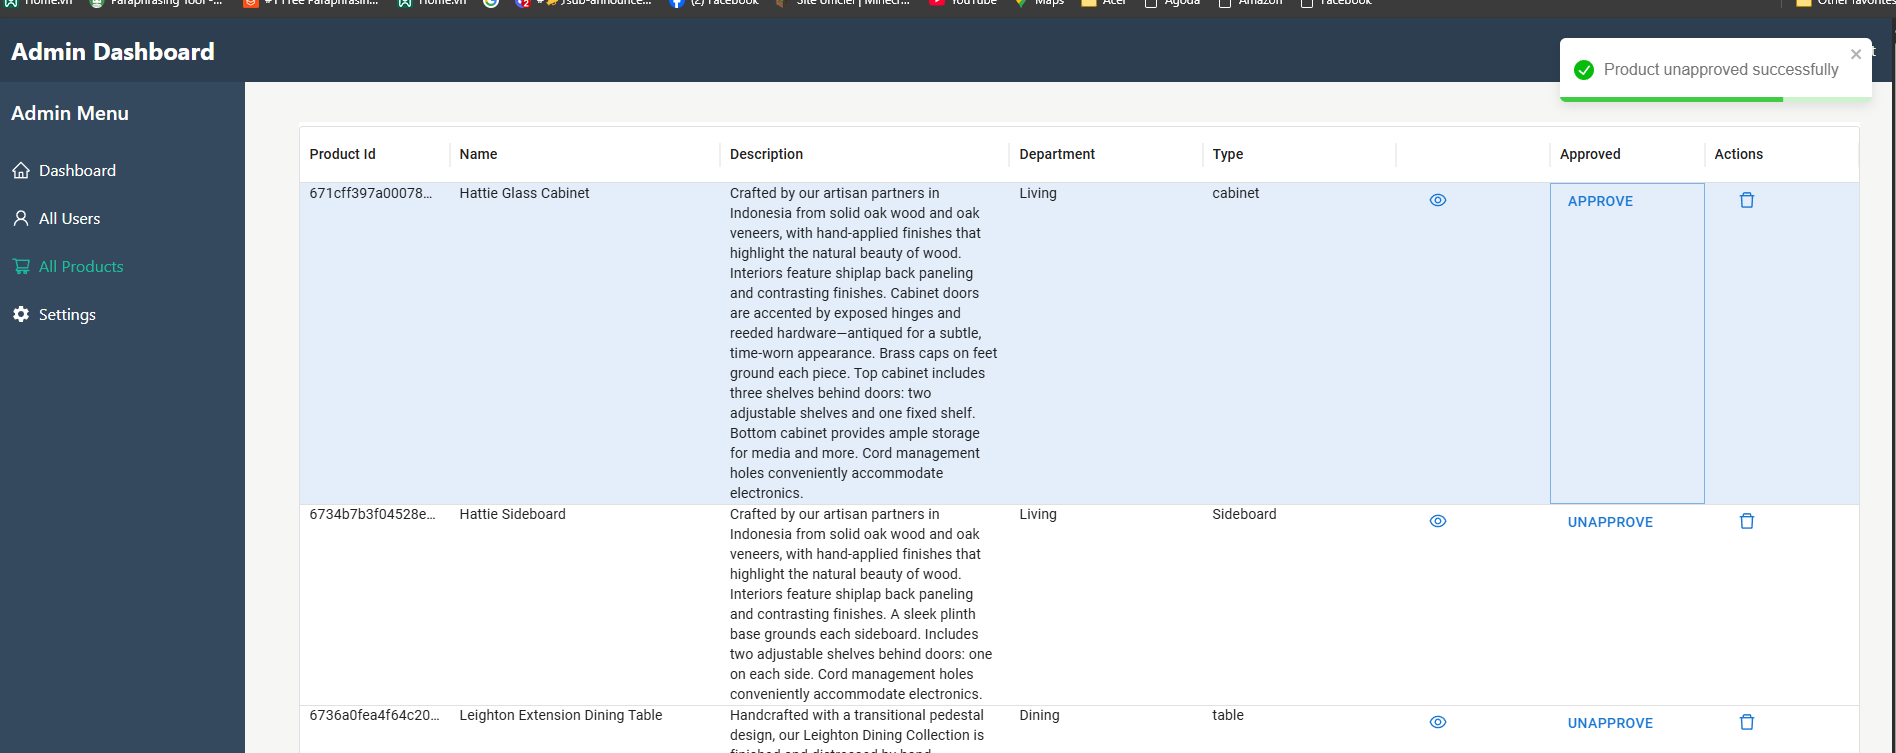 Home.vn
Paraphrasing Tool -...
#1 Free Paraphrasin...
Home.vn
sub-announce...
(2) Facebook
Site officiel | Minecr...
YouTube
Maps
Acer
Agoda
Amazon
Facebook
Other favorites
Admin Dashboard
Product unapproved successfully
Admin Menu
Dashboard
All Users
All Products
Settings
Product Id Name Description Department Type Approved Actions
671cff397a00078... Hattie Glass Cabinet Crafted by our artisan partners in Living cabinet APPROVE
Indonesia from solid oak wood and oak
veneers, with hand-applied finishes that
highlight the natural beauty of wood.
Interiors feature shiplap back paneling
and contrasting finishes. Cabinet doors
are accented by exposed hinges and
reeded hardware—antiqued for a subtle,
time-worn appearance. Brass caps on feet
ground each piece. Top cabinet includes
three shelves behind doors: two
adjustable shelves and one fixed shelf.
Bottom cabinet provides ample storage
for media and more. Cord management
holes conveniently accommodate
electronics.
6734b7b3f04528e... Hattie Sideboard Crafted by our artisan partners in Living Sideboard UNAPPROVE
Indonesia from solid oak wood and oak
veneers, with hand-applied finishes that
highlight the natural beauty of wood.
Interiors feature shiplap back paneling
and contrasting finishes. A sleek plinth
base grounds each sideboard. Includes
two adjustable shelves behind doors: one
on each side. Cord management holes
conveniently accommodate electronics.
6736a0fea4f64c20... Leighton Extension Dining Table Handcrafted with a transitional pedestal Dining table UNAPPROVE
design, our Leighton Dining Collection is
finished and distressed by hand